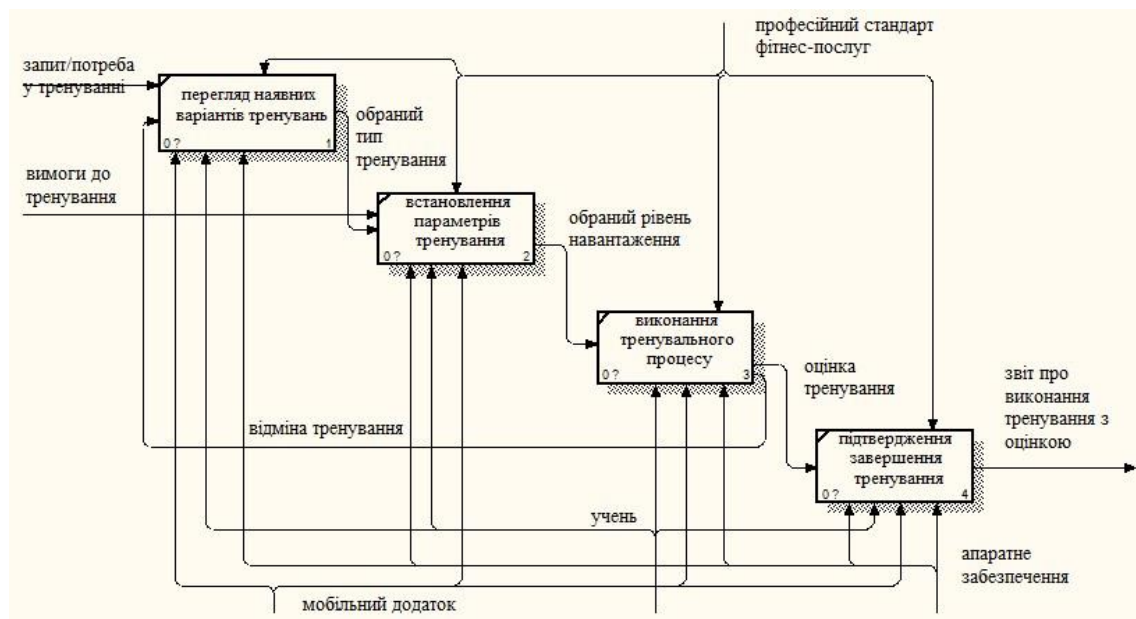 професійний стандарт
фітнес-послуг
запит/потреба
у тренуванні
перегляд наявних
варіантів тренувань
0 ?
1
обраний
тип
тренування
вимоги до
тренування
встановлення
параметрів
тренування
0 ?
2
обраний рівень
навантаження
виконання
тренувального
процесу
0 ?
3
оцінка
тренування
звіт про
виконання
тренування з
оцінкою
відміна тренування
підтвердження
завершення
тренування
0 ?
4
учень
апаратне
забезпечення
мобільний додаток